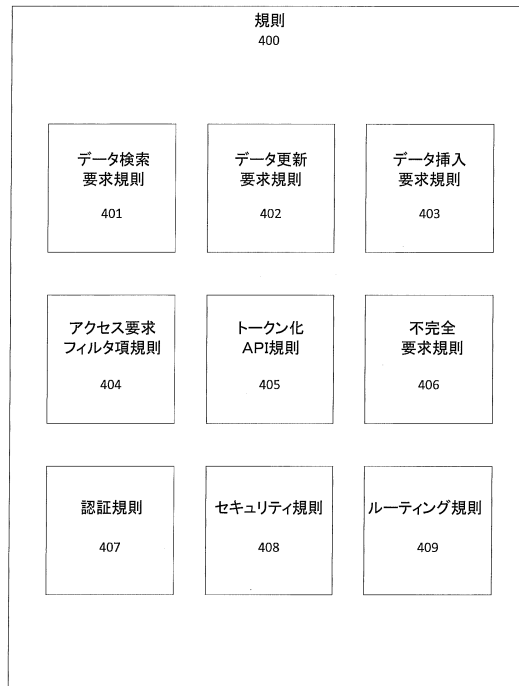 規則
400
データ検索
要求規則
401
データ更新
要求規則
402
データ挿入
要求規則
403
アクセス要求
フィルタ項規則
404
トークン化
API規則
405
不完全
要求規則
406
認証規則
407
セキュリティ規則
408
ルーティング規則
409